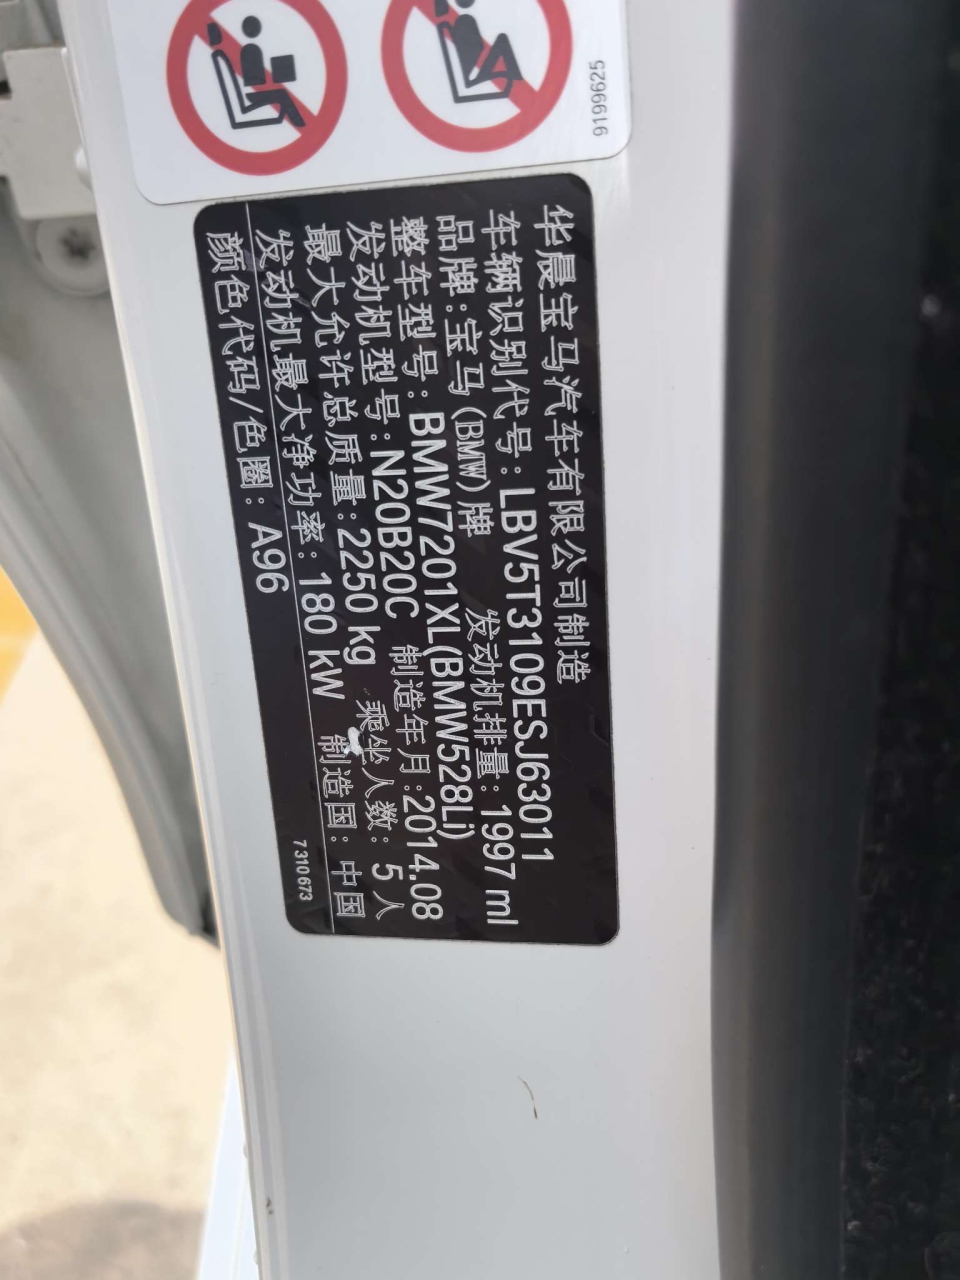 9199625
华晨宝马汽车有限公司制造
车辆识别代号:LBV5T3109ESJ63011
品牌:宝马(BMW)牌 发动机排量:1997 ml
整车型号:BMW7201XL(BMW528Li)
发动机型号:N20B20C 制造年月:2014.08
最大允许总质量:2250 kg 乘坐人数:5人
发动机最大净功率:180 kW 制造国:中国
颜色代码/色圈:A96
7310673